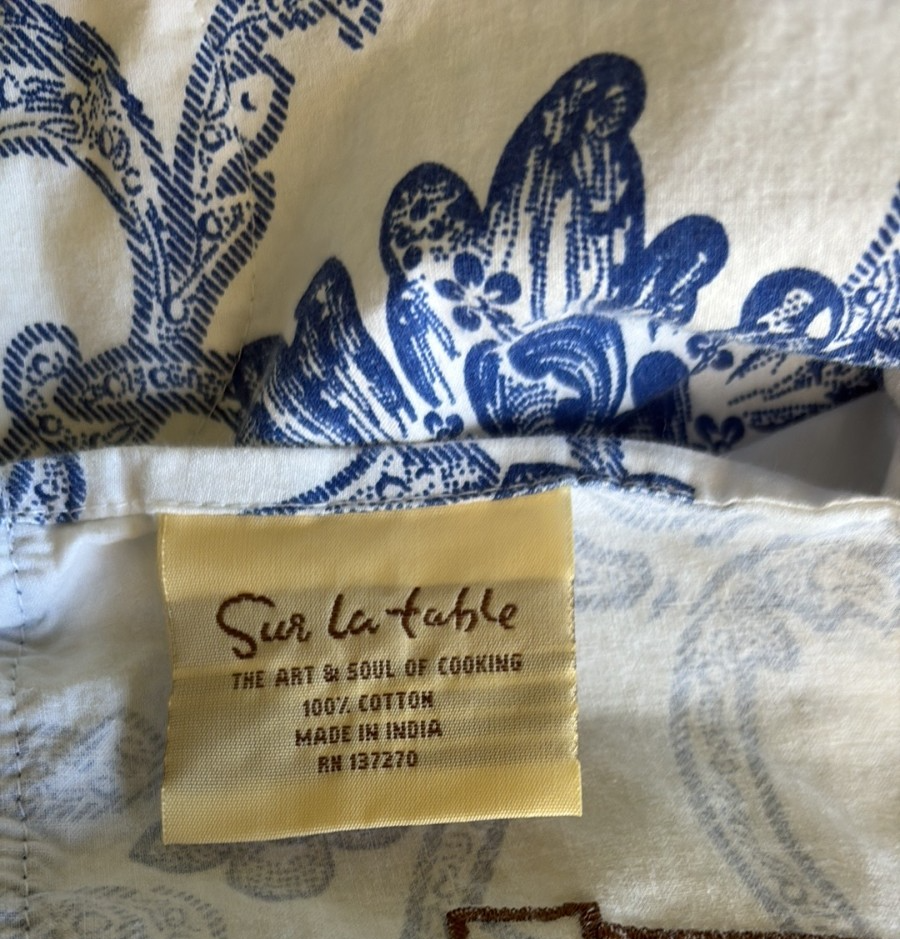 Sur la table
THE ART & SOUL OF COOKING
100% COTTON
MADE IN INDIA
RN 137270